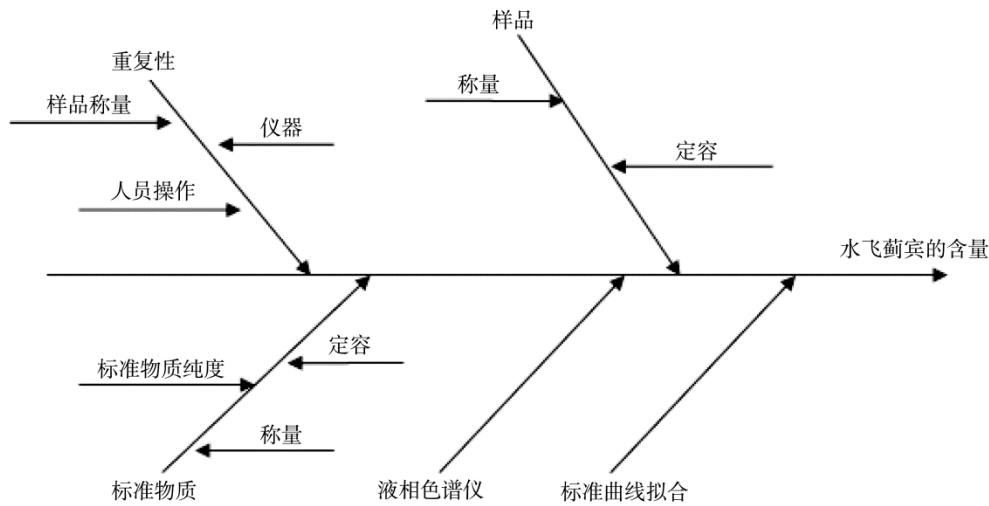 样品
重复性
称量
样品称量
仪器
定容
人员操作
水飞蓟宾的含量
定容
标准物质纯度
称量
标准物质
液相色谱仪
标准曲线拟合